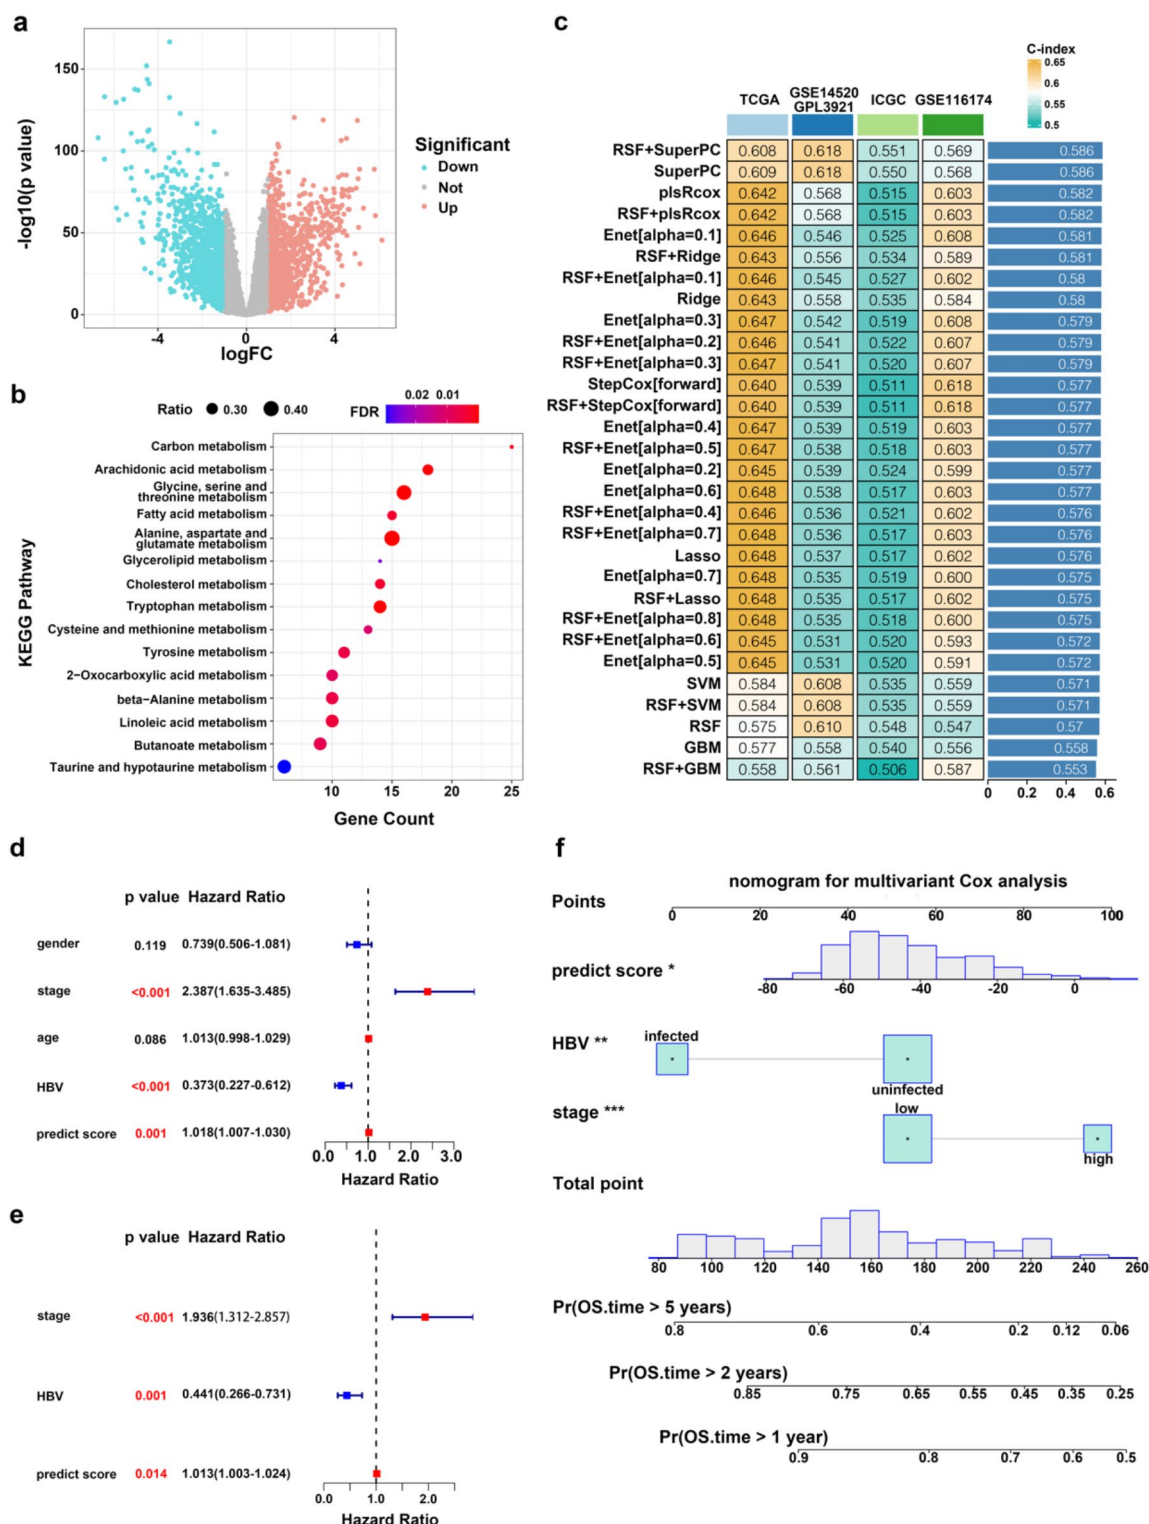 a
-log10(p value)
150
100
50
0
-4
0
4
logFC
Significant
Down
Not
Up
b
Ratio
0.30
0.40
FDR
0.02
0.01
KEGG Pathway
Carbon metabolism
Arachidonic acid metabolism
Glycine, serine and
threonine metabolism
Fatty acid metabolism
Alanine, aspartate and
glutamate metabolism
Glycerolipid metabolism
Cholesterol metabolism
Tryptophan metabolism
Cysteine and methionine metabolism
Tyrosine metabolism
2−Oxocarboxylic acid metabolism
beta−Alanine metabolism
Linoleic acid metabolism
Butanoate metabolism
Taurine and hypotaurine metabolism
10 15 20 25
Gene Count
c
C-index
0.65
0.6
0.55
0.5
TCGA GSE14520 GPL3921 ICGC GSE116174
RSF+SuperPC 0.608 0.618 0.551 0.569 0.586
SuperPC 0.609 0.618 0.550 0.568 0.586
plsRcox 0.642 0.568 0.515 0.603 0.582
RSF+plsRcox 0.642 0.568 0.515 0.603 0.582
Enet[alpha=0.1] 0.646 0.546 0.525 0.608 0.581
RSF+Ridge 0.643 0.556 0.534 0.589 0.581
RSF+Enet[alpha=0.1] 0.646 0.545 0.527 0.602 0.58
Ridge 0.643 0.558 0.535 0.584 0.58
Enet[alpha=0.3] 0.647 0.542 0.519 0.608 0.579
RSF+Enet[alpha=0.2] 0.646 0.541 0.522 0.607 0.579
RSF+Enet[alpha=0.3] 0.647 0.541 0.520 0.607 0.579
StepCox[forward] 0.640 0.539 0.511 0.618 0.577
RSF+StepCox[forward] 0.640 0.539 0.511 0.618 0.577
Enet[alpha=0.4] 0.647 0.539 0.519 0.603 0.577
RSF+Enet[alpha=0.5] 0.647 0.538 0.518 0.603 0.577
Enet[alpha=0.2] 0.645 0.539 0.524 0.599 0.577
Enet[alpha=0.6] 0.648 0.538 0.517 0.603 0.577
RSF+Enet[alpha=0.4] 0.646 0.536 0.521 0.602 0.576
RSF+Enet[alpha=0.7] 0.648 0.536 0.517 0.603 0.576
Lasso 0.648 0.537 0.517 0.602 0.576
Enet[alpha=0.7] 0.648 0.535 0.519 0.600 0.575
RSF+Lasso 0.648 0.535 0.517 0.602 0.575
RSF+Enet[alpha=0.8] 0.648 0.535 0.518 0.600 0.575
RSF+Enet[alpha=0.6] 0.645 0.531 0.520 0.593 0.572
Enet[alpha=0.5] 0.645 0.531 0.520 0.591 0.572
SVM 0.584 0.608 0.535 0.559 0.571
RSF+SVM 0.584 0.608 0.535 0.559 0.571
RSF 0.575 0.610 0.548 0.547 0.57
GBM 0.577 0.558 0.540 0.556 0.558
RSF+GBM 0.558 0.561 0.506 0.587 0.553
0 0.2 0.4 0.6
d
p value Hazard Ratio
gender 0.119 0.739(0.506-1.081)
stage <0.001 2.387(1.635-3.485)
age 0.086 1.013(0.998-1.029)
HBV <0.001 0.373(0.227-0.612)
predict score 0.001 1.018(1.007-1.030)
0.0 1.0 2.0 3.0
Hazard Ratio
e
p value Hazard Ratio
stage <0.001 1.936(1.312-2.857)
HBV 0.001 0.441(0.266-0.731)
predict score 0.014 1.013(1.003-1.024)
0.0 1.0 2.0
Hazard Ratio
f
nomogram for multivariant Cox analysis
Points
0 20 40 60 80 100
predict score *
-80 -60 -40 -20 0
HBV **
infected
uninfected
stage ***
low
high
Total point
80 100 120 140 160 180 200 220 240 260
Pr(OS.time > 5 years)
0.8 0.6 0.4 0.2 0.12 0.06
Pr(OS.time > 2 years)
0.85 0.75 0.65 0.55 0.45 0.35 0.25
Pr(OS.time > 1 year)
0.9 0.8 0.7 0.6 0.5